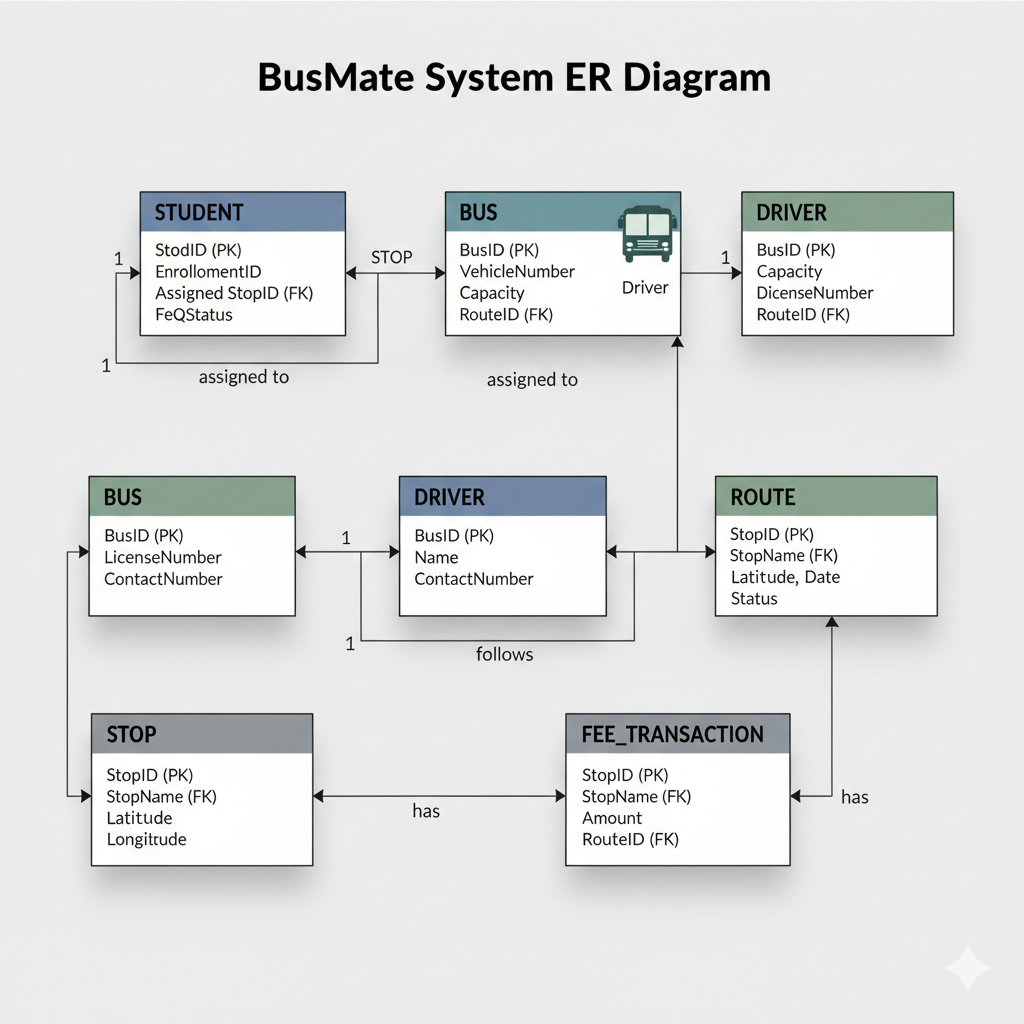 BusMate System ER Diagram
STUDENT
StodID (PK)
EnrollomentID
Assigned StopID (FK)
FeQStatus
1
1
assigned to
STOP
BUS
BusID (PK)
VehicleNumber
Capacity
RouteID (FK)
Driver
assigned to
1
DRIVER
BusID (PK)
Capacity
DicenseNumber
RouteID (FK)
BUS
BusID (PK)
LicenseNumber
ContactNumber
1
1
DRIVER
BusID (PK)
Name
ContactNumber
follows
ROUTE
StopID (PK)
StopName (FK)
Latitude, Date
Status
STOP
StopID (PK)
StopName (FK)
Latitude
Longitrude
has
FEE_TRANSACTION
StopID (PK)
StopName (FK)
Amount
RouteID (FK)
has